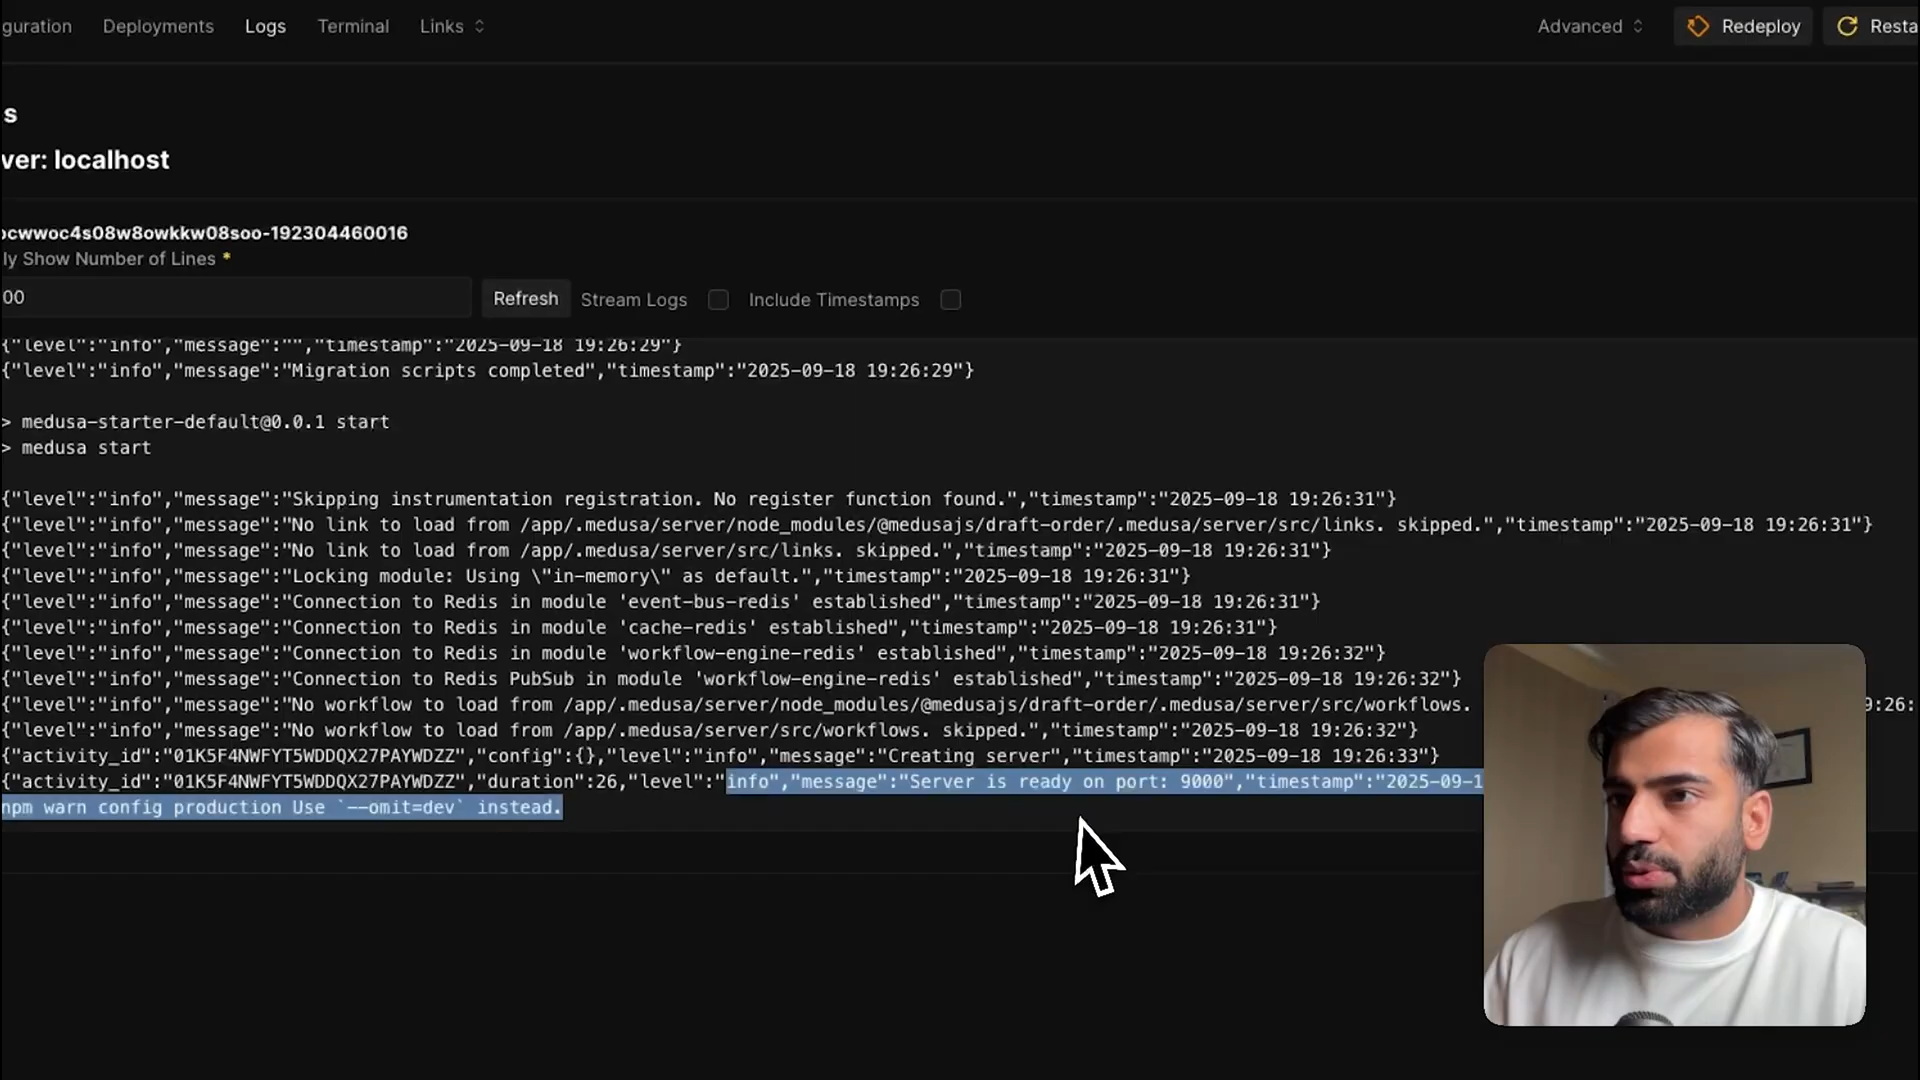 guration Deployments Logs Terminal Links Advanced Redeploy Resta
s
ver: localhost
ocwwoc4s08w8owkkw08soo-192304460016
ly Show Number of Lines *
00 Refresh Stream Logs Include Timestamps
{"level":"info","message":"","timestamp":"2025-09-18 19:26:29"}
{"level":"info","message":"Migration scripts completed","timestamp":"2025-09-18 19:26:29"}
> medusa-starter-default@0.0.1 start
> medusa start
{"level":"info","message":"Skipping instrumentation registration. No register function found.","timestamp":"2025-09-18 19:26:31"}
{"level":"info","message":"No link to load from /app/.medusa/server/node_modules/@medusajs/draft-order/.medusa/server/src/links. skipped.","timestamp":"2025-09-18 19:26:31"}
{"level":"info","message":"No link to load from /app/.medusa/server/src/links. skipped.","timestamp":"2025-09-18 19:26:31"}
{"level":"info","message":"Locking module: Using \"in-memory\" as default.","timestamp":"2025-09-18 19:26:31"}
{"level":"info","message":"Connection to Redis in module 'event-bus-redis' established","timestamp":"2025-09-18 19:26:31"}
{"level":"info","message":"Connection to Redis in module 'cache-redis' established","timestamp":"2025-09-18 19:26:31"}
{"level":"info","message":"Connection to Redis in module 'workflow-engine-redis' established","timestamp":"2025-09-18 19:26:32"}
{"level":"info","message":"Connection to Redis PubSub in module 'workflow-engine-redis' established","timestamp":"2025-09-18 19:26:32"}
{"level":"info","message":"No workflow to load from /app/.medusa/server/node_modules/@medusajs/draft-order/.medusa/server/src/workflows. 9:26:
{"level":"info","message":"No workflow to load from /app/.medusa/server/src/workflows. skipped.","timestamp":"2025-09-18 19:26:32"}
{"activity_id":"01K5F4NWFYT5WDDQX27PAYWDZZ","config":{},"level":"info","message":"Creating server","timestamp":"2025-09-18 19:26:33"}
{"activity_id":"01K5F4NWFYT5WDDQX27PAYWDZZ","duration":26,"level":"info","message":"Server is ready on port: 9000","timestamp":"2025-09-1
npm warn config production Use `--omit=dev` instead.